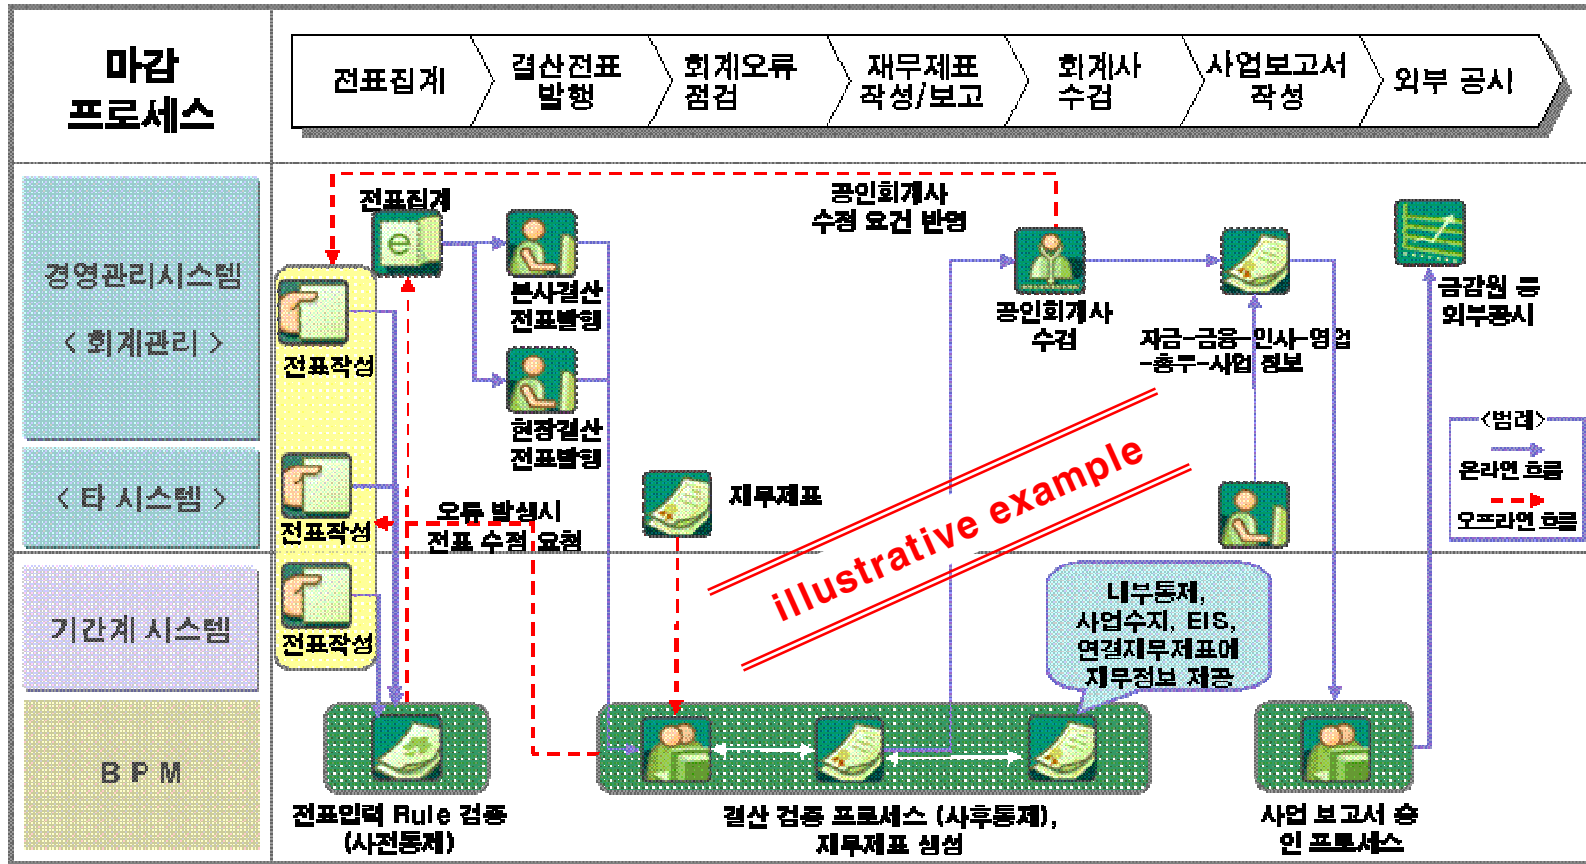 마감
프로세스
전표집계
결산전표
발행
회계오류
점검
재무제표
작성/보고
회계사
수검
사업보고서
작성
외부 공시
경영관리시스템
< 회계관리 >
< 타 시스템 >
기간계 시스템
B P M
전표집계
공인회계사
수정 요건 반영
전표작성
본사결산
전표발행
현장결산
전표발행
공인회계사
수검
자금-금융-인사-영업
-총무-사업 정보
금감원 등
외부공시
<범례>
온라인 흐름
오프라인 흐름
전표작성
오류 발생시
전표 수정 요청
재무제표
illustrative example
전표작성
내부통제,
사업수지, EIS,
연결재무제표에
재무정보 제공
전표입력 Rule 검증
(사전통제)
결산 검증 프로세스 (사후통제),
재무제표 생성
사업 보고서 승
인 프로세스